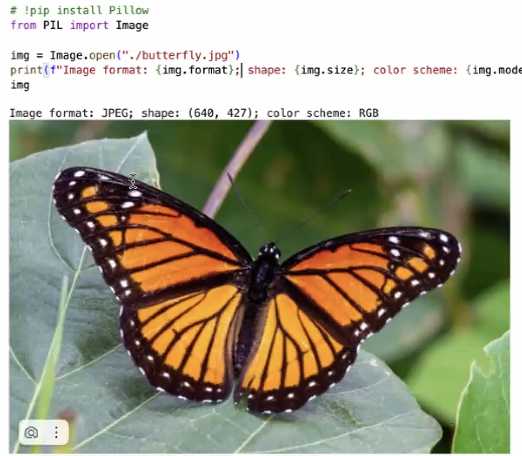 # !pip install Pillow
from PIL import Image
img = Image.open("./butterfly.jpg")
print(f"Image format: {img.format}; shape: {img.size}; color scheme: {img.mode
img
Image format: JPEG; shape: (640, 427); color scheme: RGB